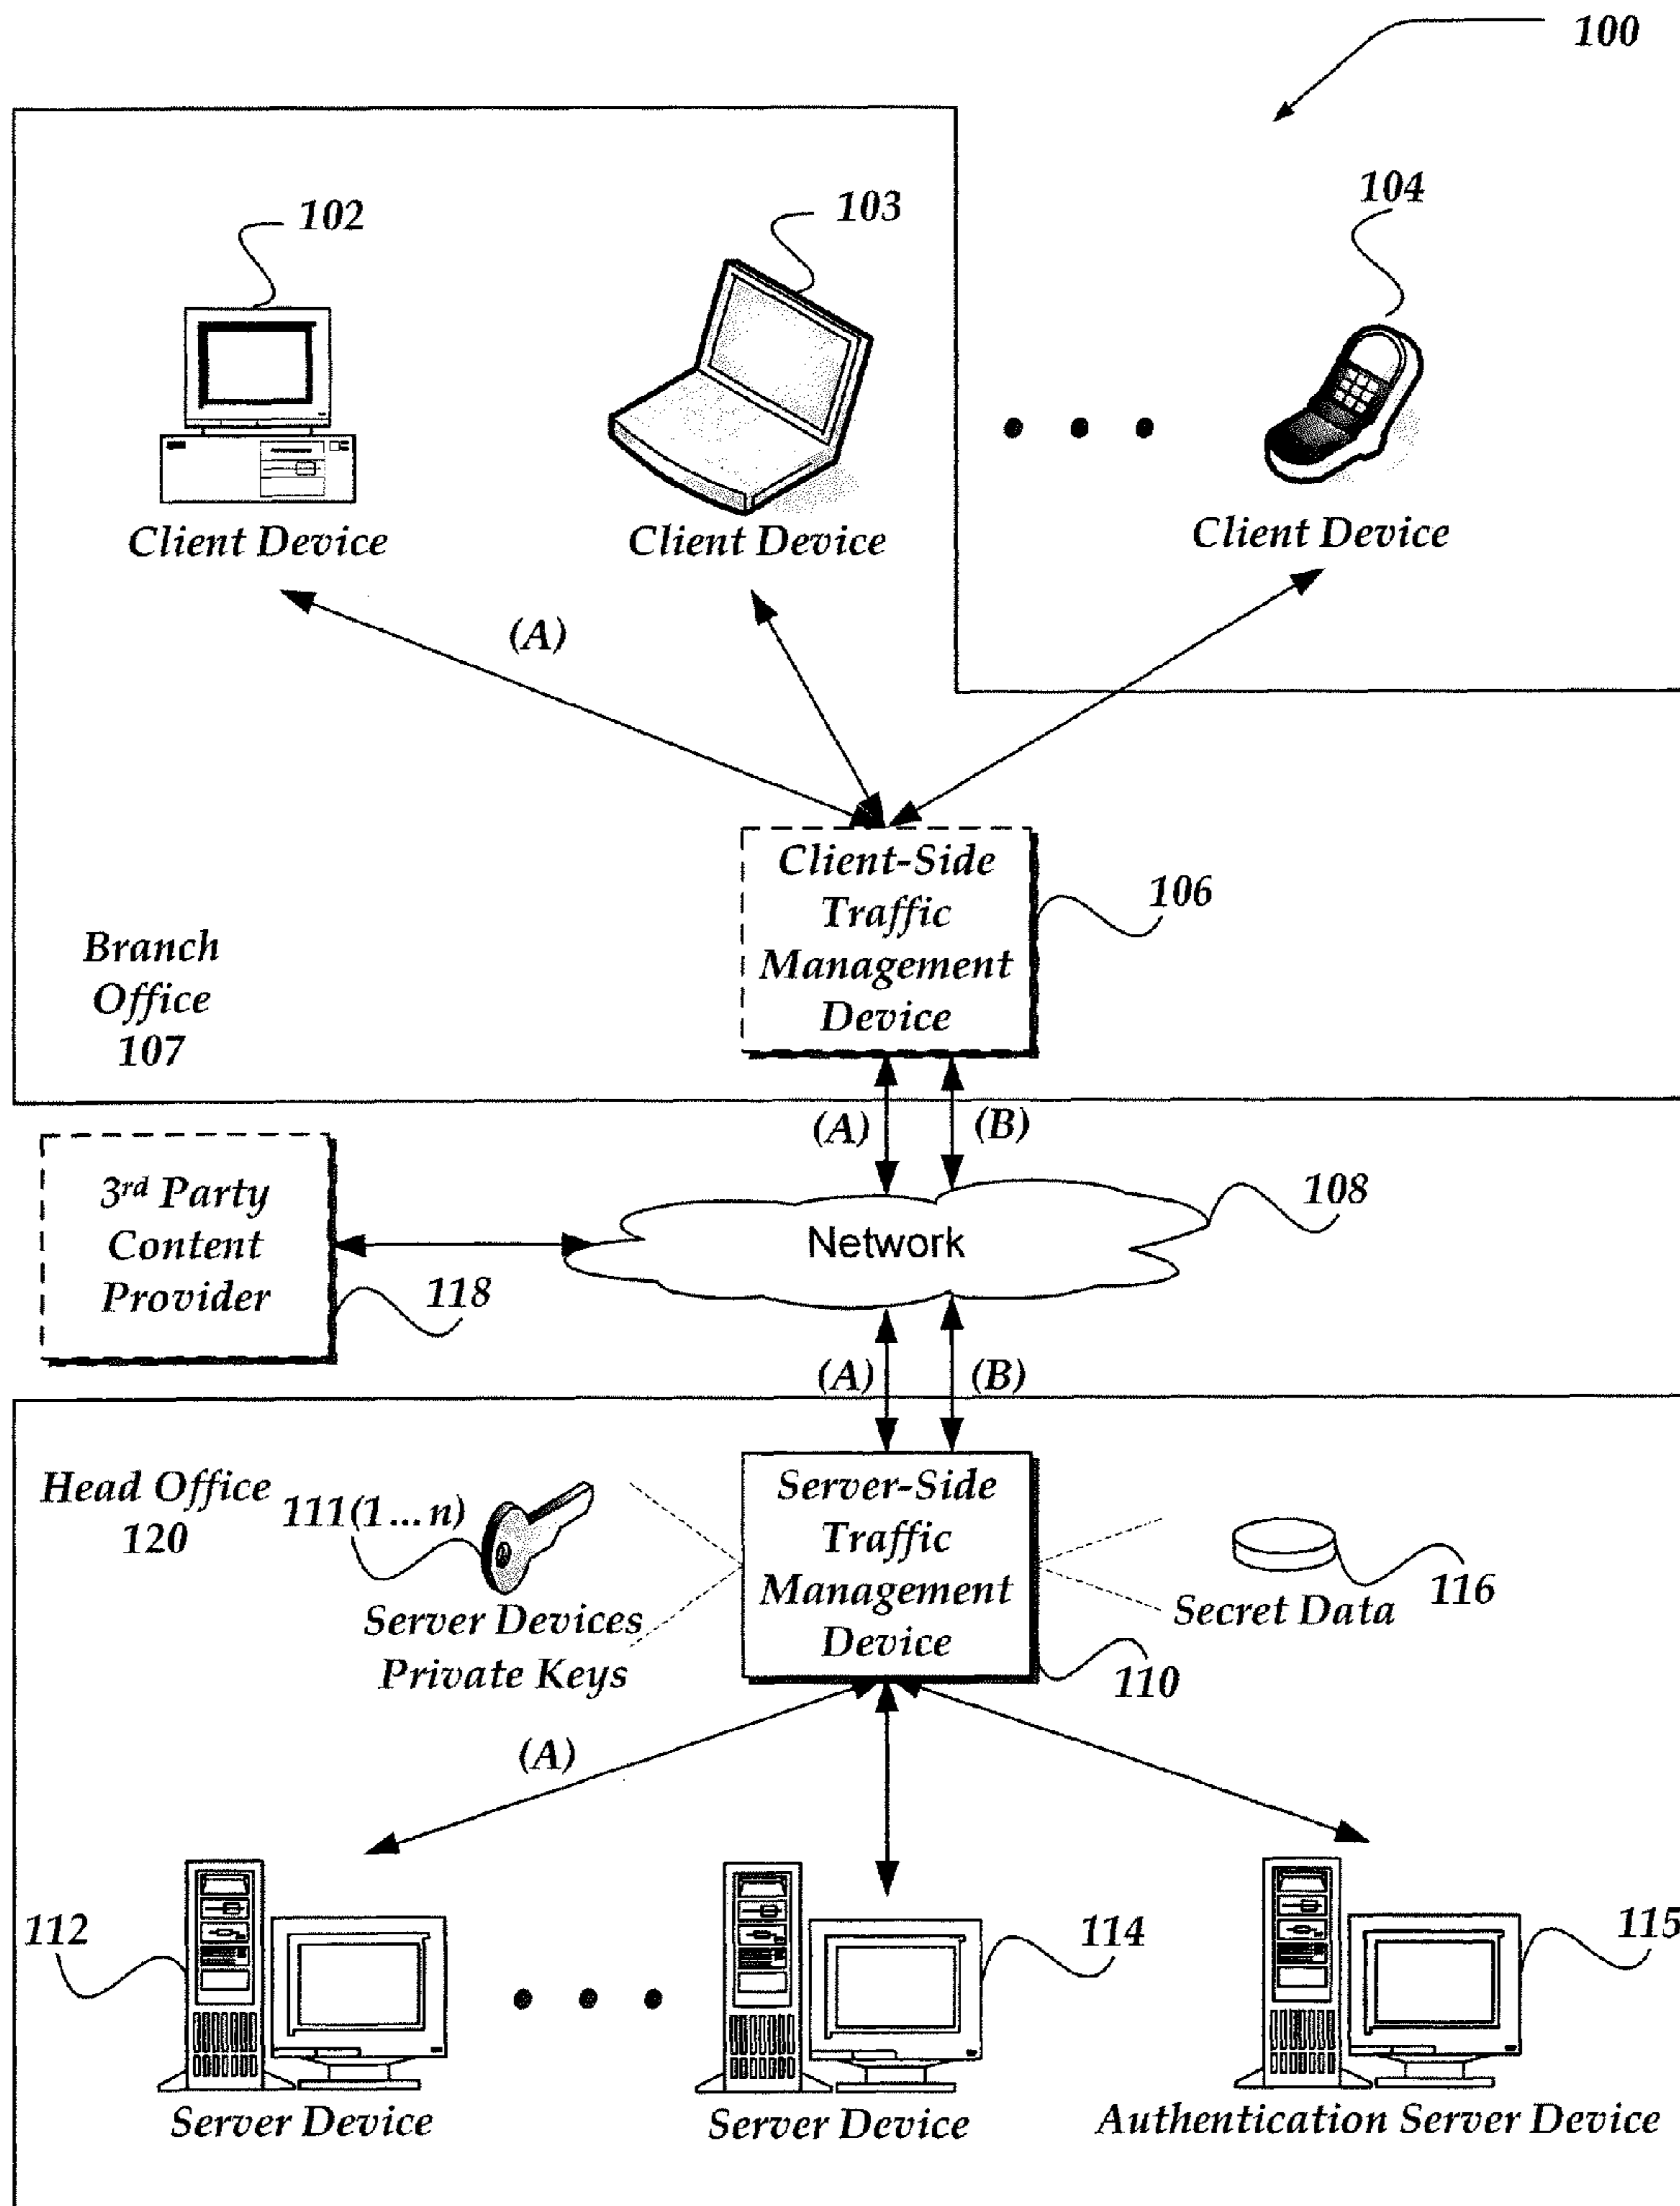 100
102
103
104
Client Device
Client Device
Client Device
(A)
Client-Side
Traffic
Management
Device
106
Branch
Office
107
(A)
(B)
3rd Party
Content
Provider
118
Network
108
(A)
(B)
Head Office
120
111(1...n)
Server Devices
Private Keys
Server-Side
Traffic
Management
Device
110
116
Secret Data
(A)
112
114
115
Server Device
Server Device
Authentication Server Device